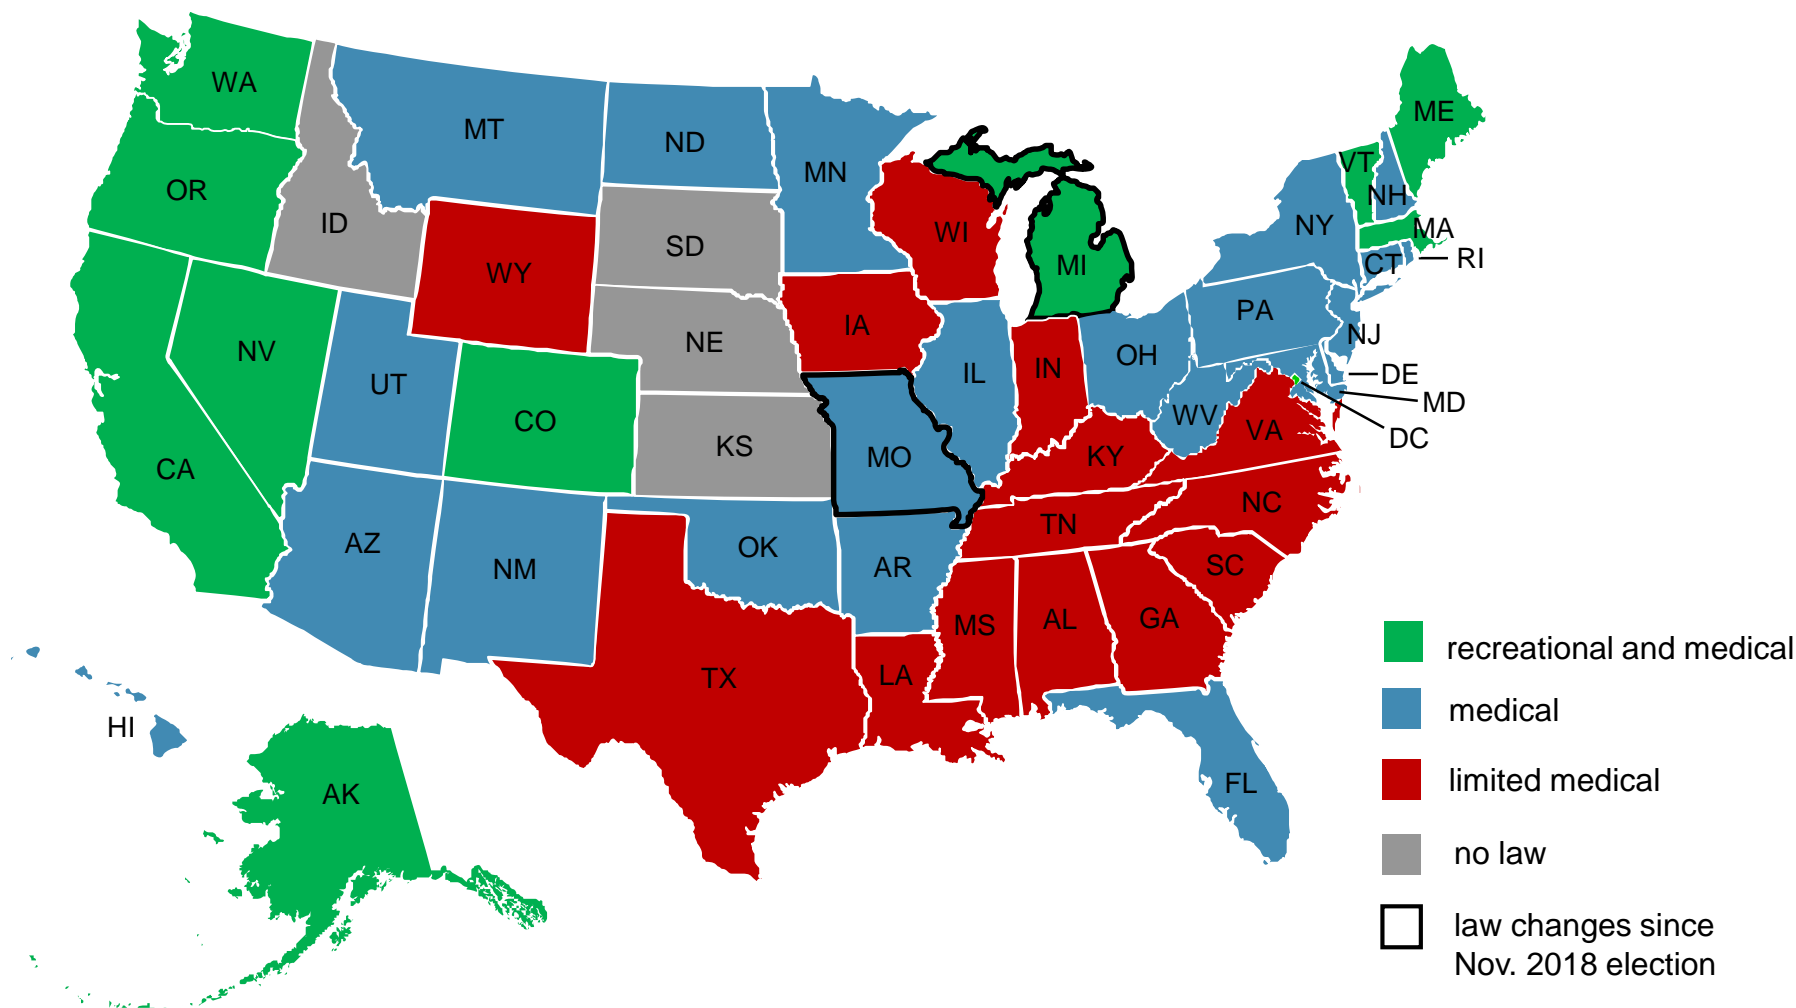 WA
MT
ND
MN
ME
VT
NH
OR
ID
SD
WI
NY
MA
MI
CT
RI
WY
NE
IA
PA
NJ
NV
UT
IL
IN
OH
DE
CO
WV
MD
CA
KS
MO
KY
VA
DC
AZ
NM
OK
AR
TN
NC
SC
TX
LA
MS
AL
GA
HI
FL
AK
recreational and medical
medical
limited medical
no law
law changes since
Nov. 2018 election